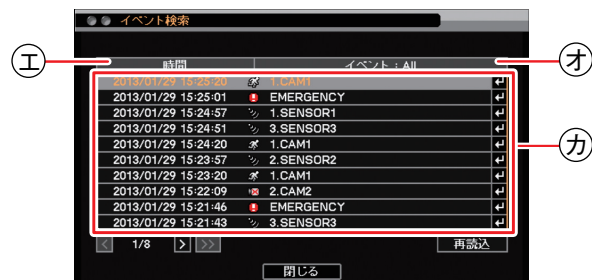 イベント検索
エ 時間 イベント：All オ
2013/01/29 15:25:20 1.CAM1
2013/01/29 15:25:01 EMERGENCY
2013/01/29 15:24:57 1.SENSOR1
2013/01/29 15:24:51 3.SENSOR3
2013/01/29 15:24:20 1.CAM1
カ
2013/01/29 15:23:57 2.SENSOR2
2013/01/29 15:23:20 1.CAM1
2013/01/29 15:22:09 2.CAM2
2013/01/29 15:21:46 EMERGENCY
2013/01/29 15:21:43 3.SENSOR3
< 1/8 > >> 再読込
閉じる